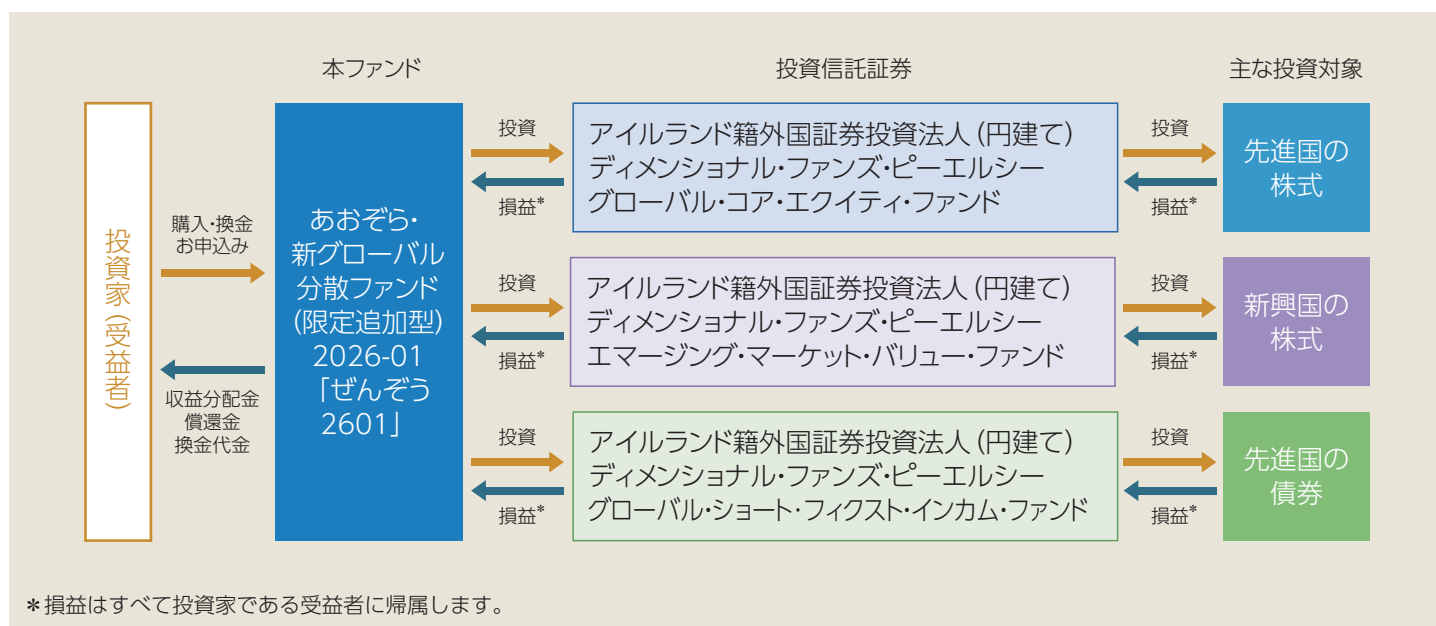 本ファンド
投資信託証券
主な投資対象
投資家(受益者)
購入・換金
お申込み
収益分配金
償還金
換金代金
あおぞら・
新グローバル
分散ファンド
(限定追加型)
2026-01
「ぜんぞう
2601」
投資
損益*
アイルランド籍外国証券投資法人(円建て)
ディメンショナル・ファンズ・ピーエルシー
グローバル・コア・エクイティ・ファンド
投資
損益*
先進国の
株式
投資
損益*
アイルランド籍外国証券投資法人(円建て)
ディメンショナル・ファンズ・ピーエルシー
エマージング・マーケット・バリュー・ファンド
投資
損益*
新興国の
株式
投資
損益*
アイルランド籍外国証券投資法人(円建て)
ディメンショナル・ファンズ・ピーエルシー
グローバル・ショート・フィクスト・インカム・ファンド
投資
損益*
先進国の
債券
*損益はすべて投資家である受益者に帰属します。